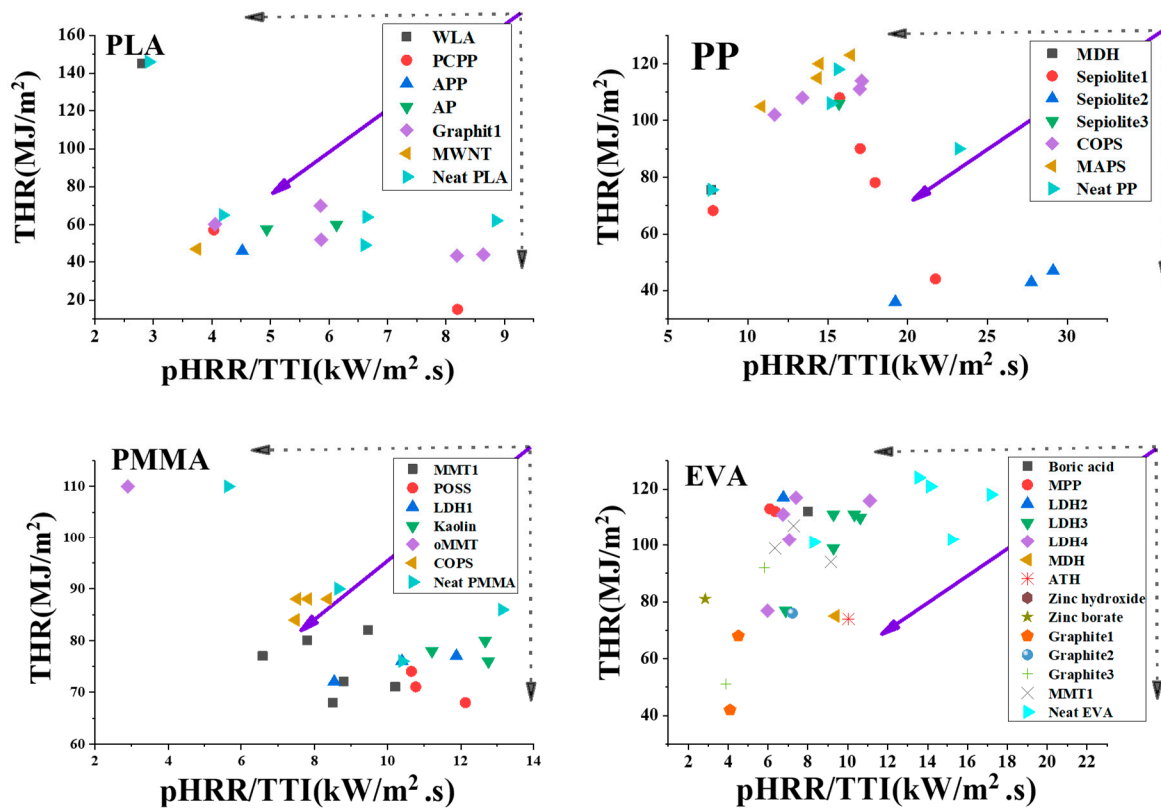 PLA
THR(MJ/m²)
160
140
120
100
80
60
40
20
2 3 4 5 6 7 8 9
pHRR/TTI(kW/m².s)
WLA
PCPP
APP
AP
Graphit1
MWNT
Neat PLA
PP
THR(MJ/m²)
120
100
80
60
40
5 10 15 20 25 30
pHRR/TTI(kW/m².s)
MDH
Sepiolite1
Sepiolite2
Sepiolite3
COPS
MAPS
Neat PP
PMMA
THR(MJ/m²)
110
100
90
80
70
60
2 4 6 8 10 12 14
pHRR/TTI(kW/m².s)
MMT1
POSS
LDH1
Kaolin
oMMT
COPS
Neat PMMA
EVA
THR(MJ/m²)
120
100
80
60
40
2 4 6 8 10 12 14 16 18 20 22
pHRR/TTI(kW/m².s)
Boric acid
MPP
LDH2
LDH3
LDH4
MDH
ATH
Zinc hydroxide
Zinc borate
Graphite1
Graphite2
Graphite3
MMT1
Neat EVA